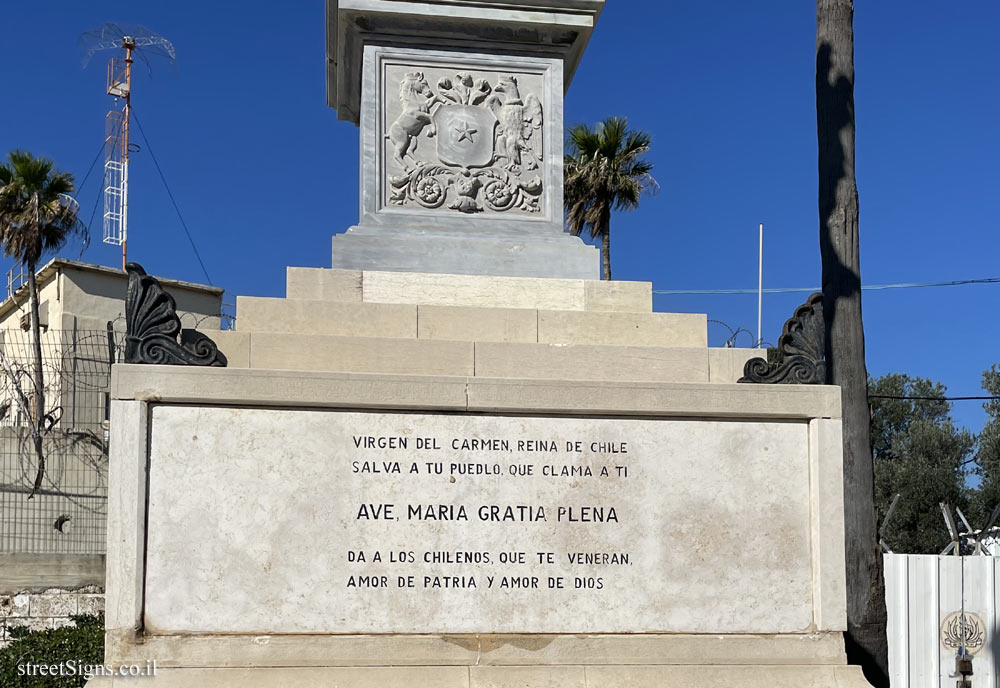 VIRGEN DEL CARMEN, REINA DE CHILE
SALVA A TU PUEBLO, QUE CLAMA A TI
AVE, MARIA GRATIA PLENA
DA A LOS CHILENOS, QUE TE VENERAN,
AMOR DE PATRIA Y AMOR DE DIOS
streetSigns.co.il